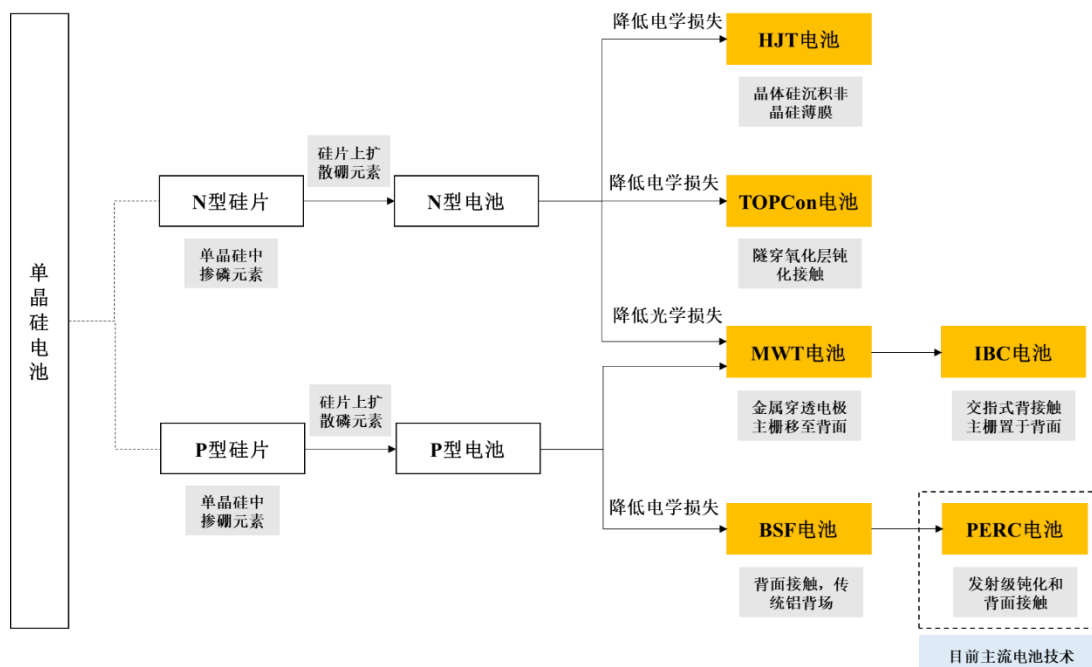 单晶硅电池
N型硅片
单晶硅中
掺磷元素
硅片上扩
散硼元素
N型电池
降低电学损失
HJT电池
晶体硅沉积非
晶硅薄膜
降低电学损失
TOPCon电池
隧穿氧化层钝
化接触
降低光学损失
MWT电池
金属穿透电极
主栅移至背面
IBC电池
交指式背接触
主栅置于背面
P型硅片
单晶硅中
掺硼元素
硅片上扩
散磷元素
P型电池
降低电学损失
BSF电池
背面接触，传
统铝背场
PERC电池
发射级钝化和
背面接触
目前主流电池技术